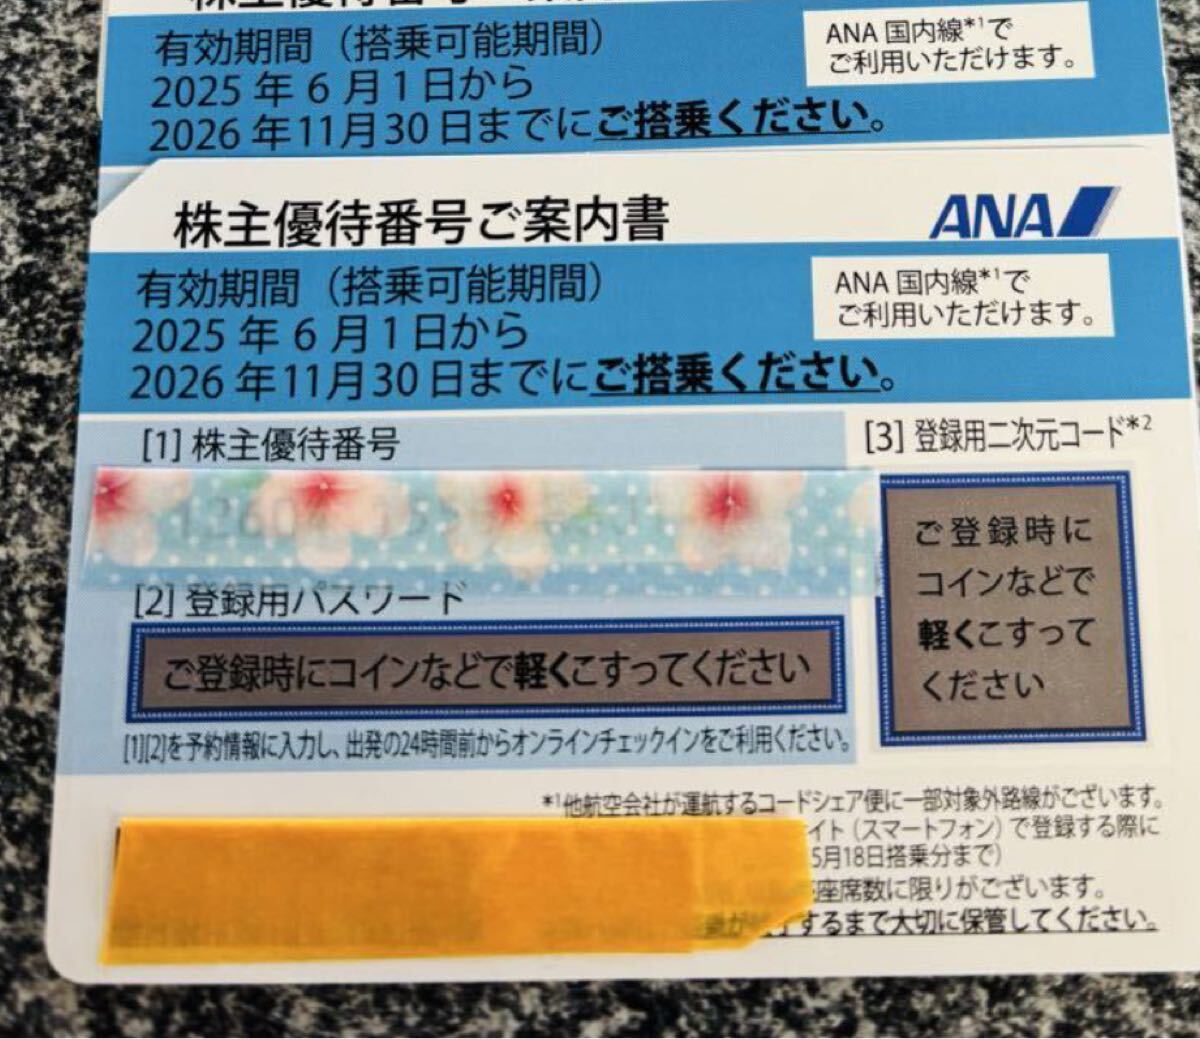 株主優待番号
有効期間（搭乗可能期間）
2025 年 6 月 1 日から
2026 年11月30 日までにご搭乗ください。
ANA 国内線*1で
ご利用いただけます。
株主優待番号ご案内書
ANA
有効期間（搭乗可能期間）
2025 年 6 月 1 日から
2026 年11月30 日までにご搭乗ください。
ANA 国内線*1で
ご利用いただけます。
[1] 株主優待番号
[2] 登録用パスワード
ご登録時にコインなどで軽くこすってください
[1][2]を予約情報に入力し、出発の24時間前からオンラインチェックインをご利用ください。
[3] 登録用二次元コード*2
ご登録時に
コインなどで
軽くこすって
ください
*1他航空会社が運航するコードシェア便に一部対象外路線がございます。
イト（スマートフォン）で登録する際に
5月18日搭乗分まで）
座席数に限りがございます。
するまで大切に保管してください。